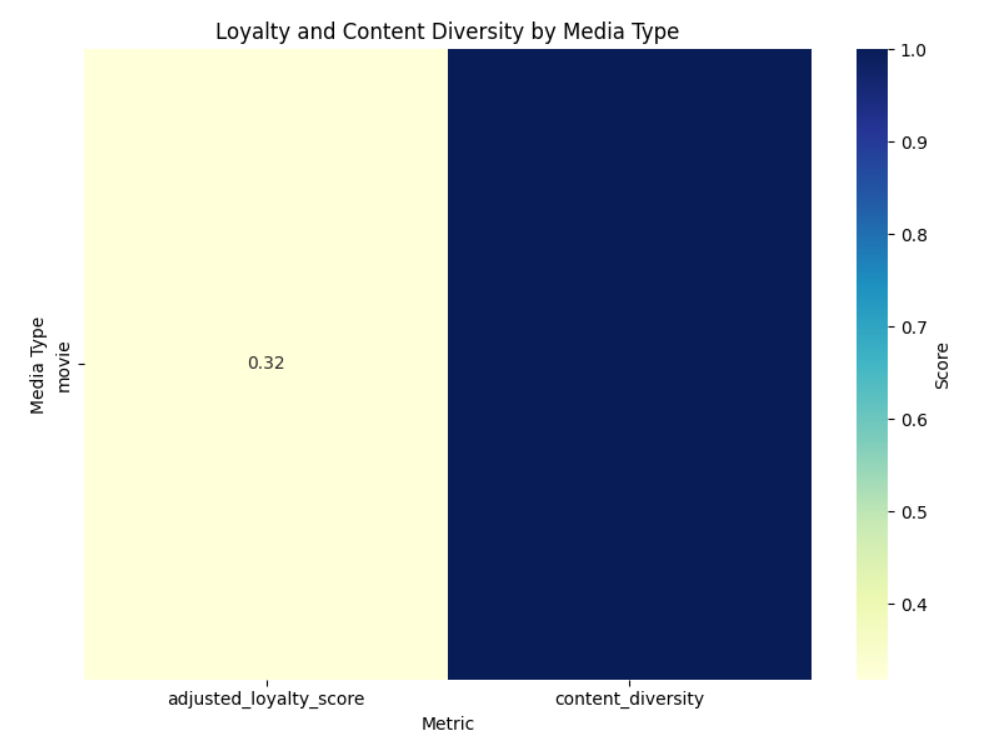 Loyalty and Content Diversity by Media Type
Media Type
movie
0.32
adjusted_loyalty_score
content_diversity
Metric
1.0
0.9
0.8
0.7
0.6
0.5
0.4
Score